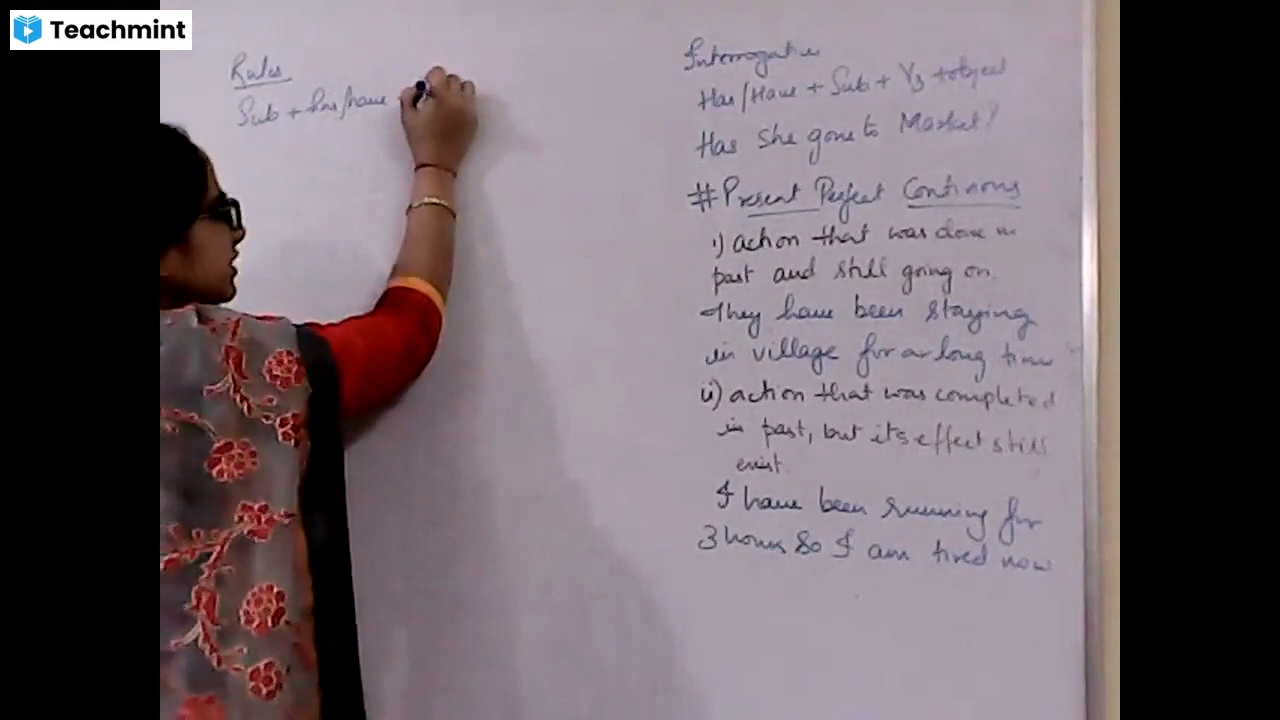 Teachmint
Rules
Sub + has/have
Interrogative
Has/Have + Sub + V3 + object
Has she gone to Market?
# Present Perfect Continous
i) action that was done in
past and still going on.
They have been staying
in village for a long time
ii) action that was completed
in past, but its effect still
exist.
I have been running for
3 hours so I am tired now